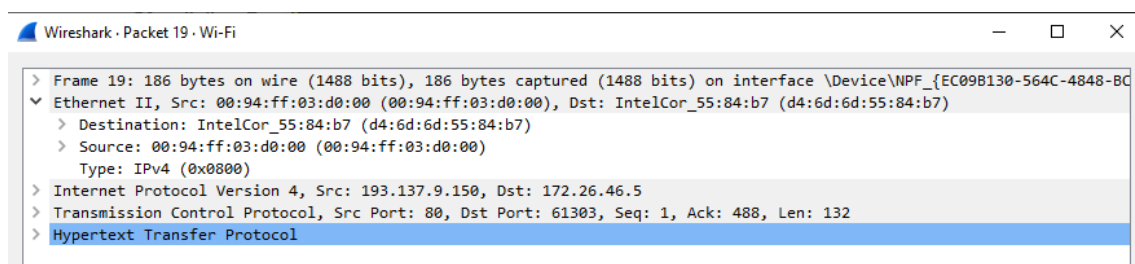 Wireshark · Packet 19 · Wi-Fi
Frame 19: 186 bytes on wire (1488 bits), 186 bytes captured (1488 bits) on interface \Device\NPF_{EC09B130-564C-4848-BC
Ethernet II, Src: 00:94:ff:03:d0:00 (00:94:ff:03:d0:00), Dst: IntelCor_55:84:b7 (d4:6d:6d:55:84:b7)
Destination: IntelCor_55:84:b7 (d4:6d:6d:55:84:b7)
Source: 00:94:ff:03:d0:00 (00:94:ff:03:d0:00)
Type: IPv4 (0x0800)
Internet Protocol Version 4, Src: 193.137.9.150, Dst: 172.26.46.5
Transmission Control Protocol, Src Port: 80, Dst Port: 61303, Seq: 1, Ack: 488, Len: 132
Hypertext Transfer Protocol